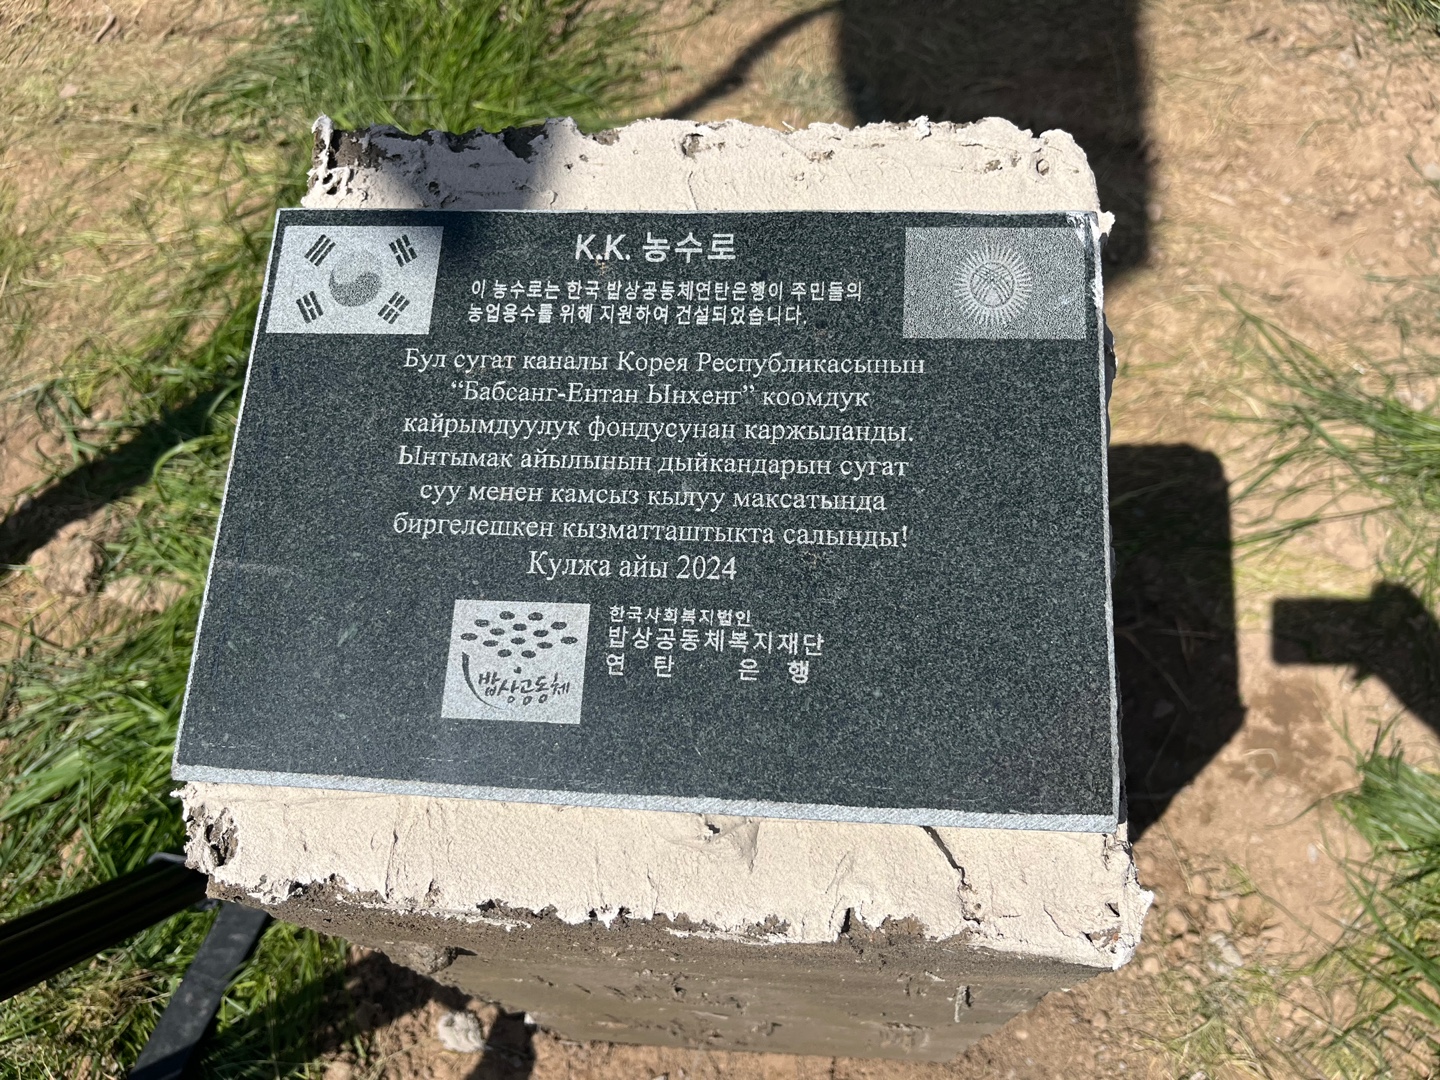 K.K. 농수로
이 농수로는 한국 밥상공동체연탄은행이 주민들의
농업용수를 위해 지원하여 건설되었습니다.
Бул сугат каналы Корея Республикасынын
“Бабсанг-Ентан Ынхенг” коомдук
кайрымдуулук фондусунан каржыланды.
Ынтымак айылынын дыйкандарын сугат
суу менен камсыз кылуу максатында
биргелешкен кызматташтыкта салынды!
Кулжа айы 2024
한국사회복지법인
밥상공동체복지재단
연 탄 은 행
밥상공동체